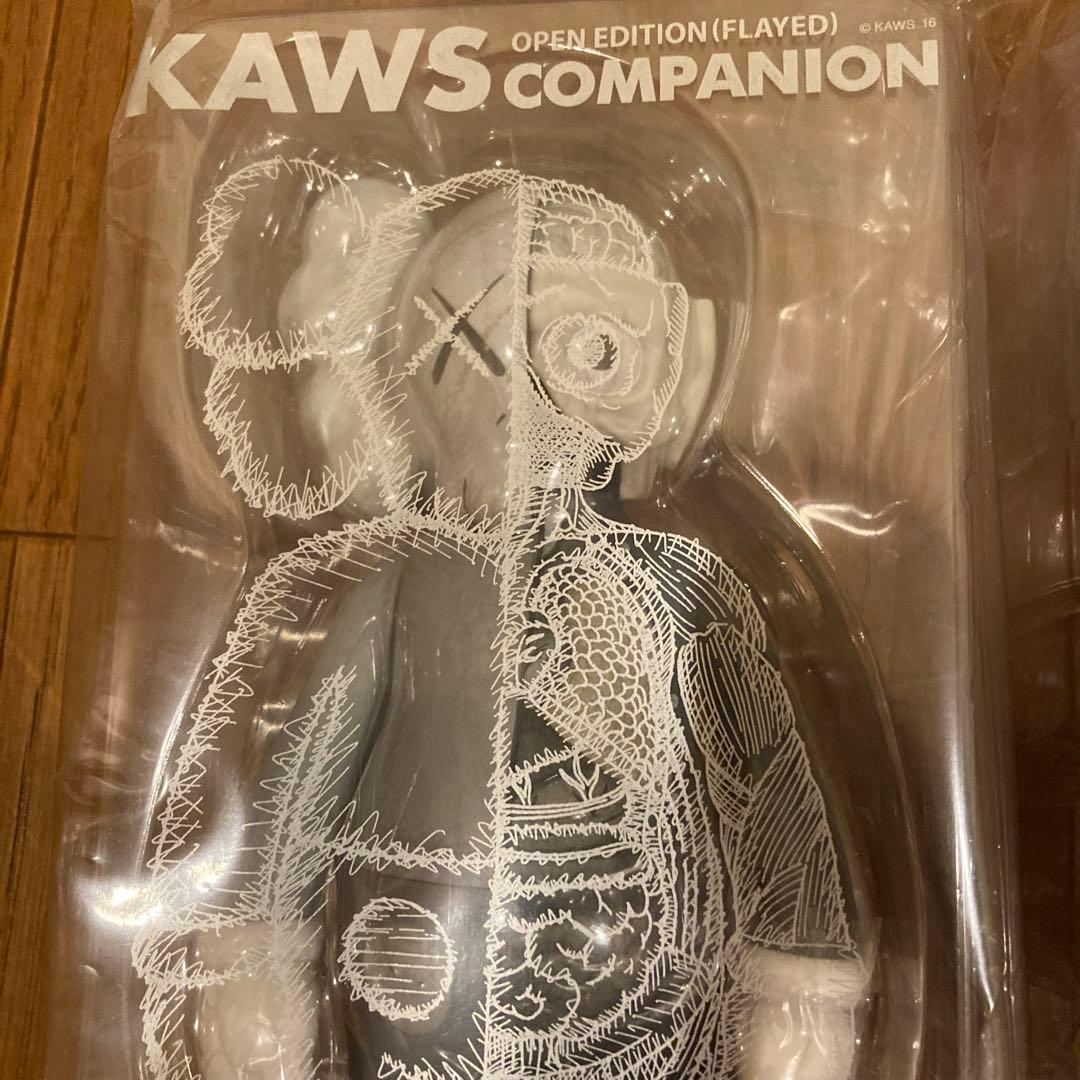 KAWS OPEN EDITION (FLAYED) © KAWS..16
COMPANION